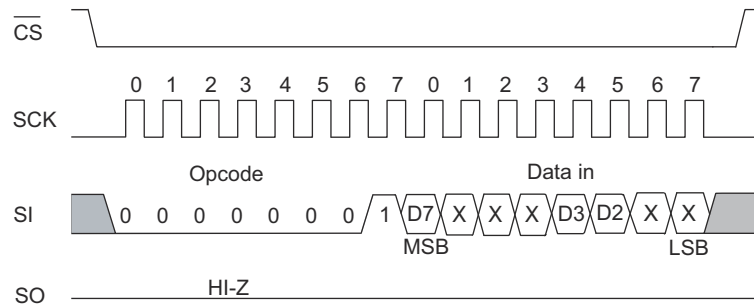 CS
0 1 2 3 4 5 6 7 0 1 2 3 4 5 6 7
SCK
Opcode Data in
SI 0 0 0 0 0 0 0 1 D7 X X X D3 D2 X X
MSB LSB
HI-Z
SO